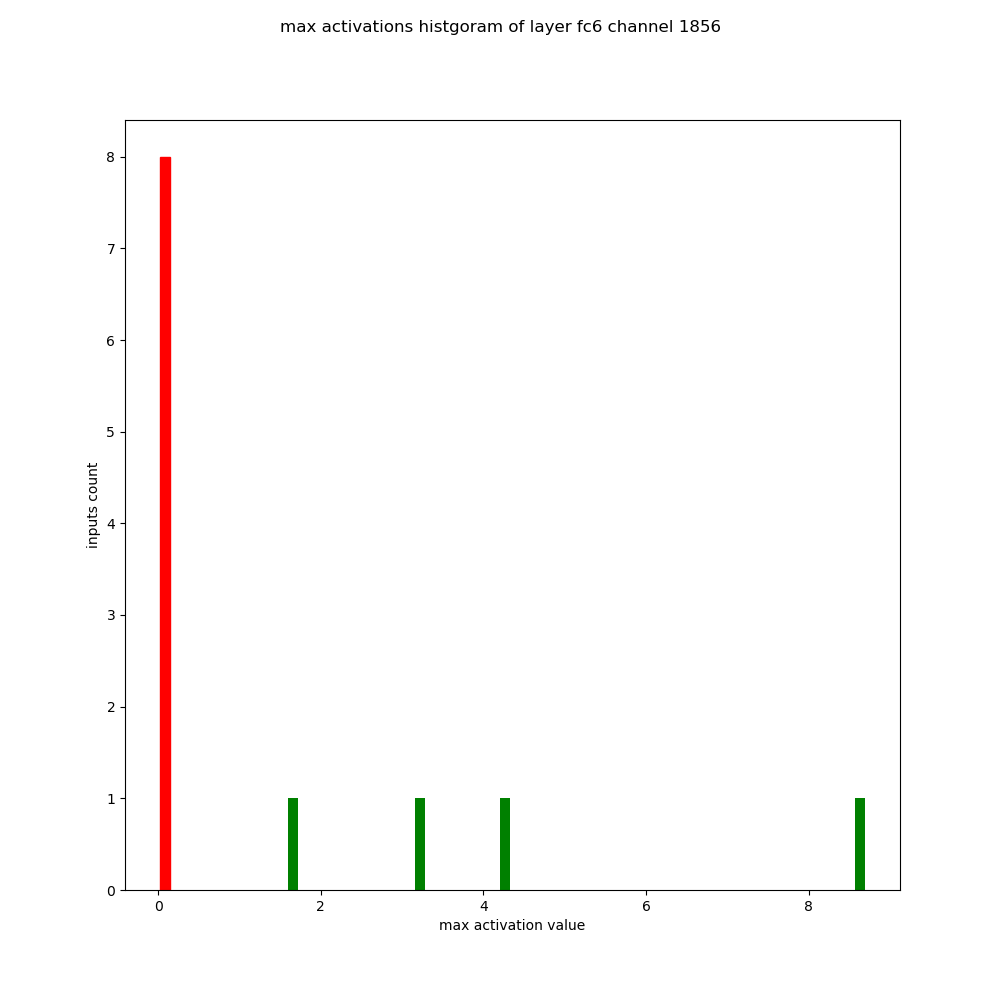 max activations histgoram of layer fc6 channel 1856
8
7
6
5
4
3
2
1
0
inputs count
0 2 4 6 8
max activation value